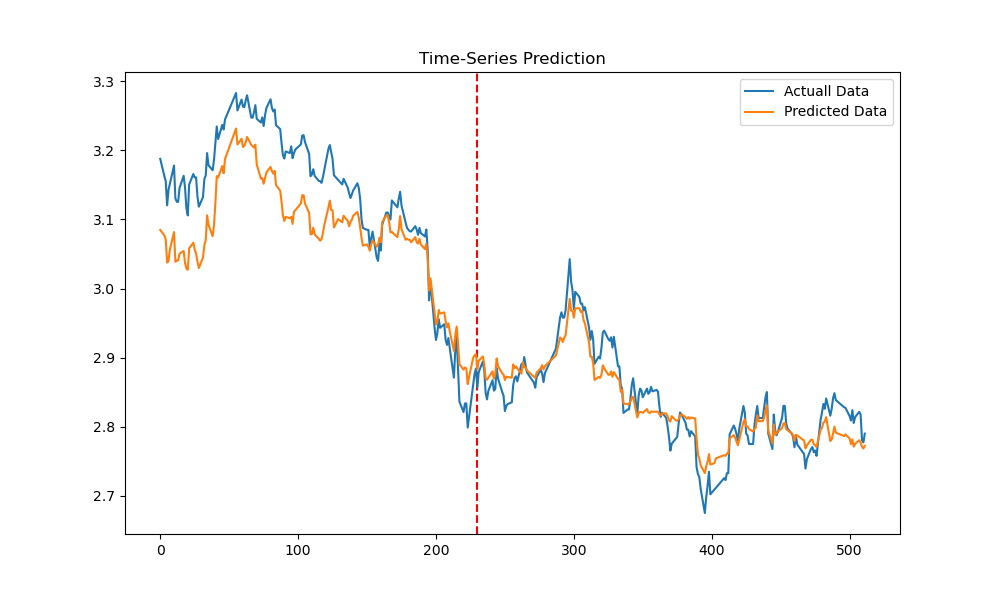 Time-Series Prediction
Actuall Data
Predicted Data
3.3
3.2
3.1
3.0
2.9
2.8
2.7
0 100 200 300 400 500